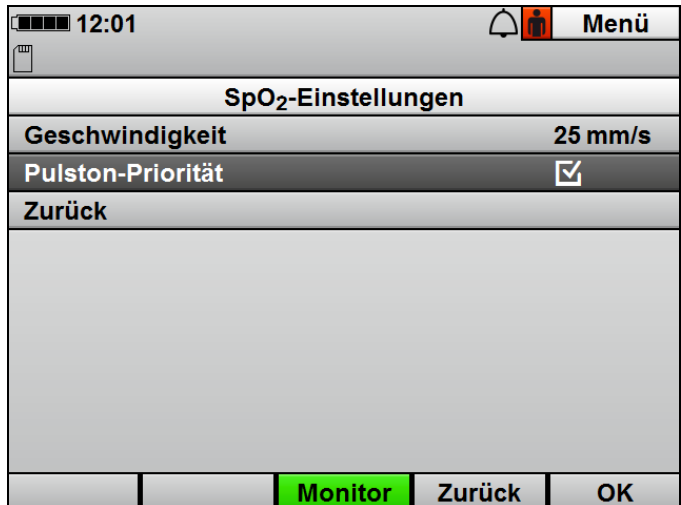 12:01 Menü
SpO₂-Einstellungen
Geschwindigkeit 25 mm/s
Pulston-Priorität
Zurück
Monitor Zurück OK